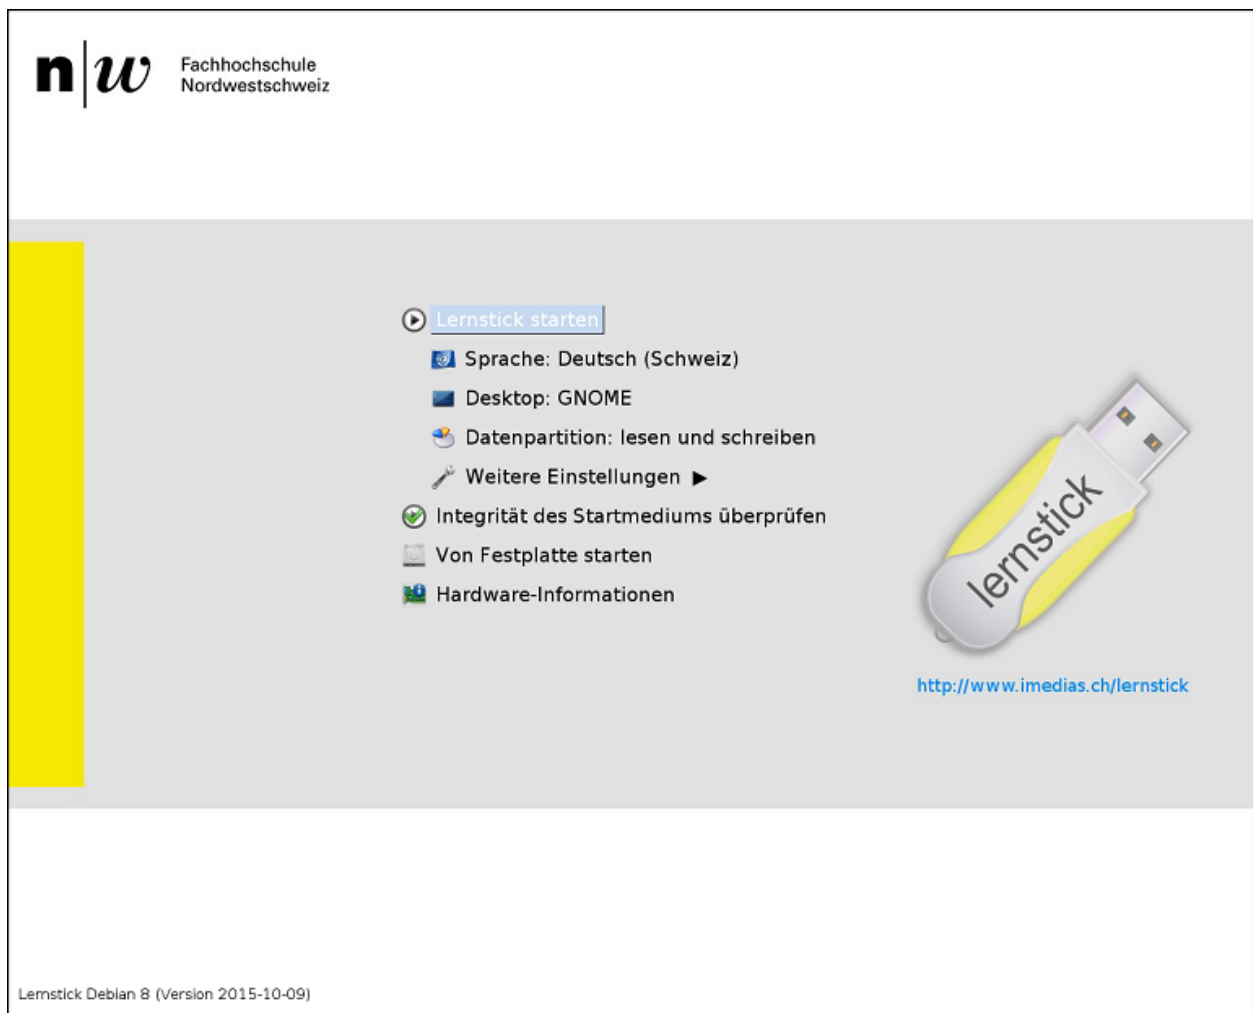 n|w
Fachhochschule
Nordwestschweiz
Lernstick starten
Sprache: Deutsch (Schweiz)
Desktop: GNOME
Datenpartition: lesen und schreiben
Weitere Einstellungen ▶
Integrität des Startmediums überprüfen
Von Festplatte starten
Hardware-Informationen
lernstick
http://www.imedias.ch/lernstick
Lernstick Debian 8 (Version 2015-10-09)